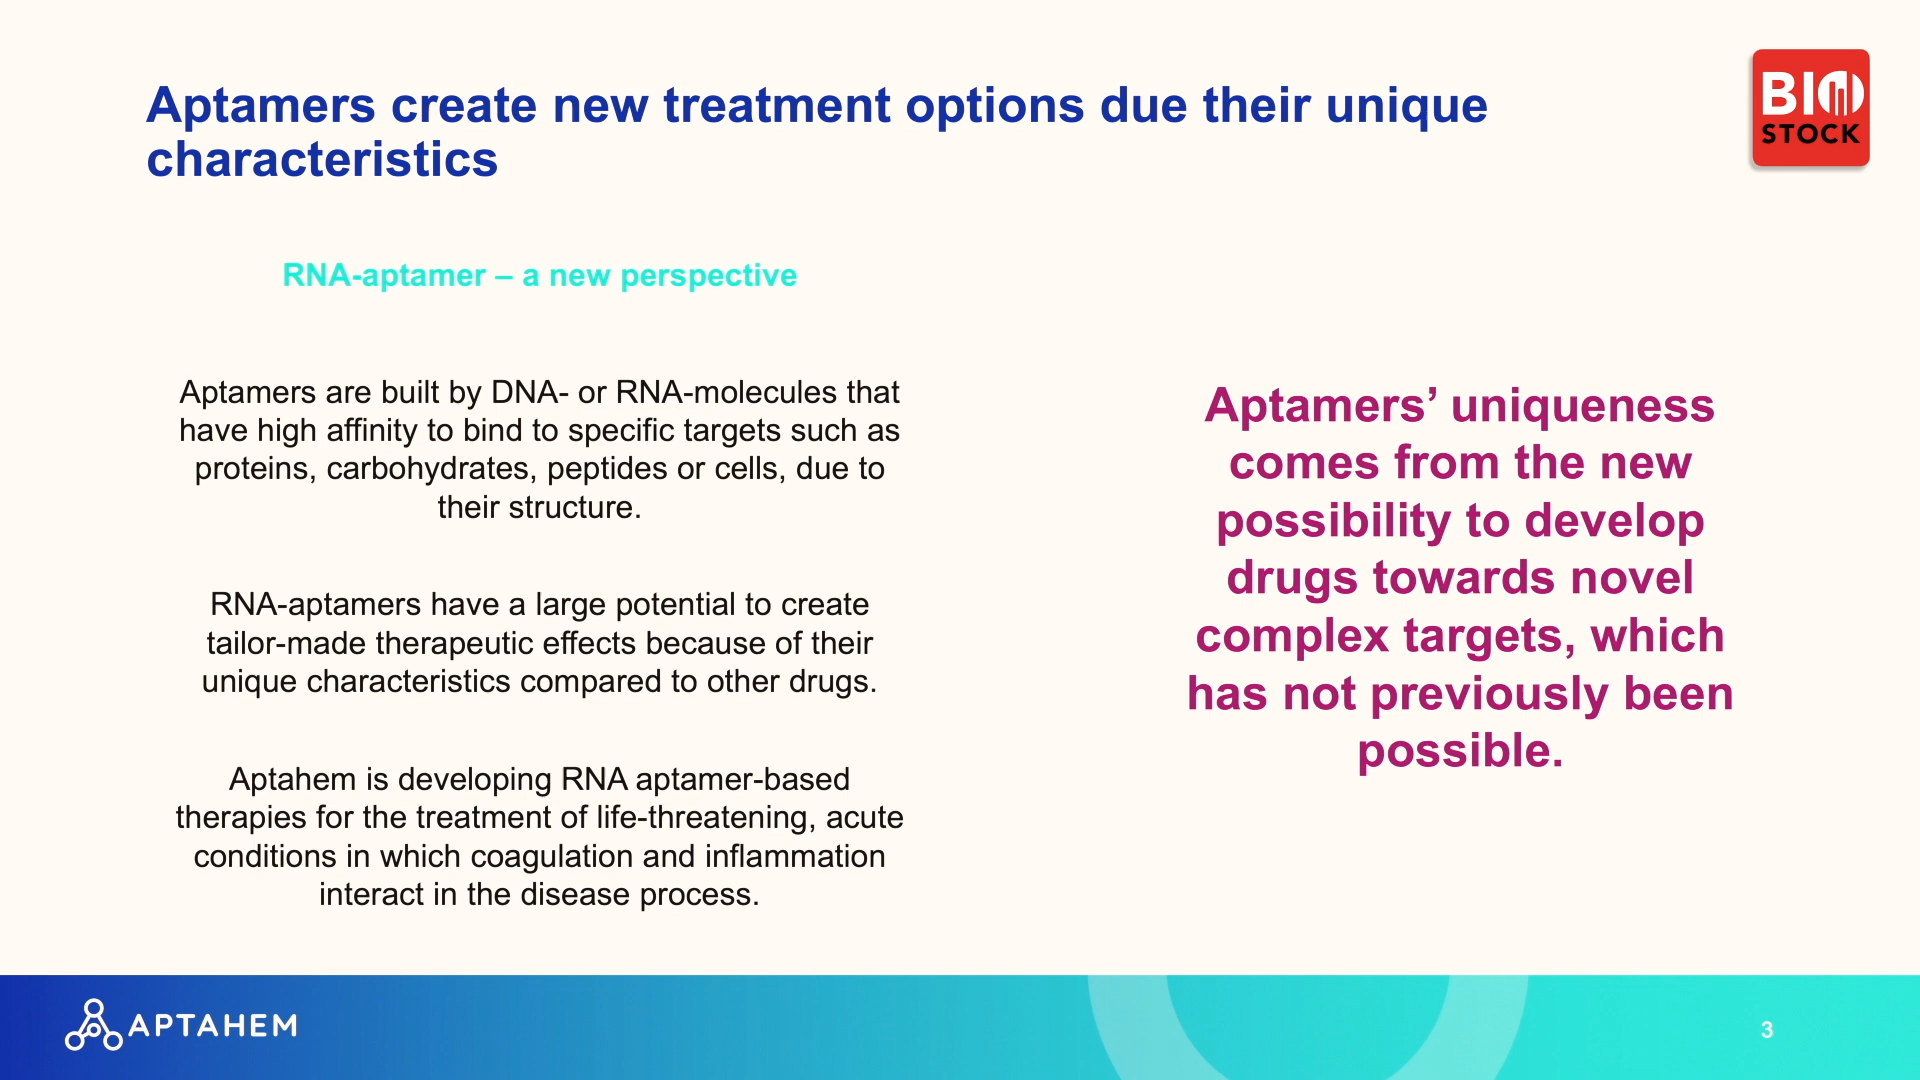 Aptamers create new treatment options due their unique
characteristics
BIO
STOCK
RNA-aptamer – a new perspective
Aptamers are built by DNA- or RNA-molecules that
have high affinity to bind to specific targets such as
proteins, carbohydrates, peptides or cells, due to
their structure.
RNA-aptamers have a large potential to create
tailor-made therapeutic effects because of their
unique characteristics compared to other drugs.
Aptahem is developing RNA aptamer-based
therapies for the treatment of life-threatening, acute
conditions in which coagulation and inflammation
interact in the disease process.
Aptamers’ uniqueness
comes from the new
possibility to develop
drugs towards novel
complex targets, which
has not previously been
possible.
APTAHEM
3